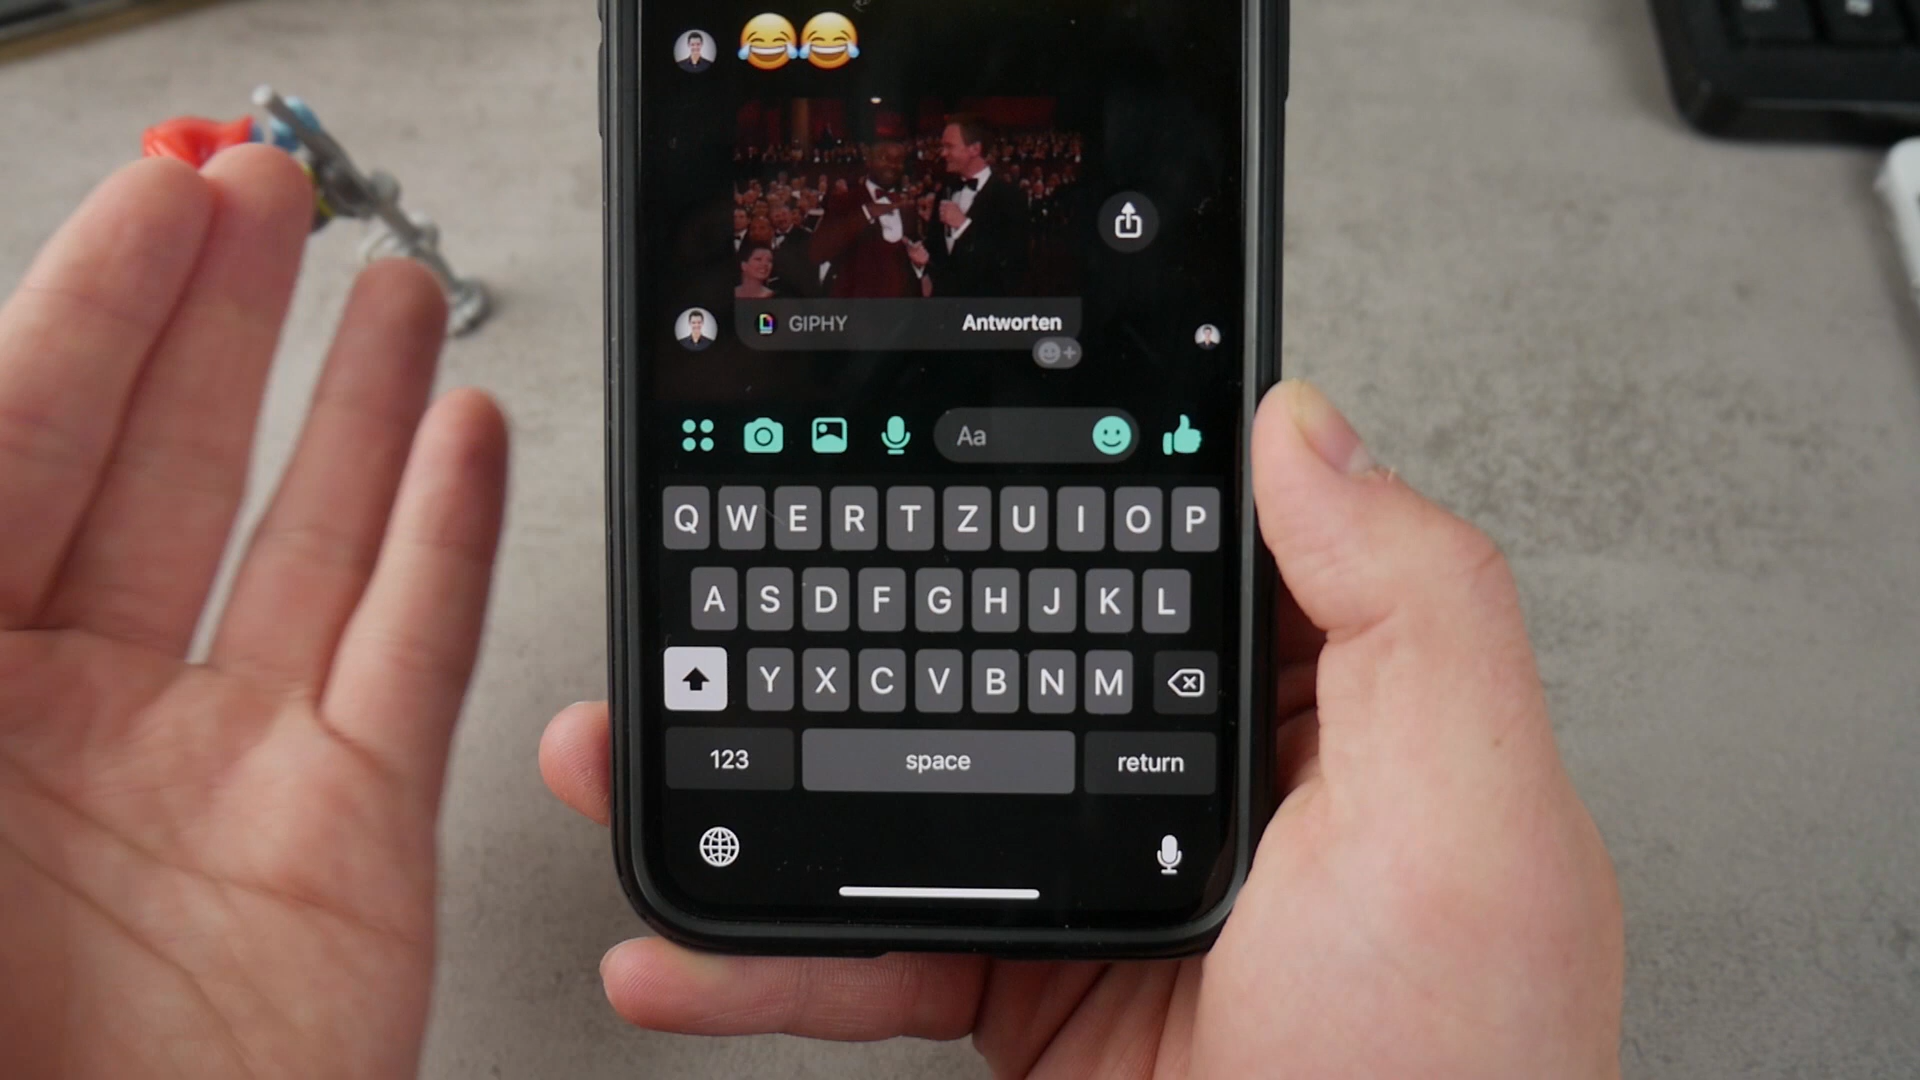 GIPHY Antworten
Aa
Q W E R T Z U I O P
A S D F G H J K L
Y X C V B N M
123 space return